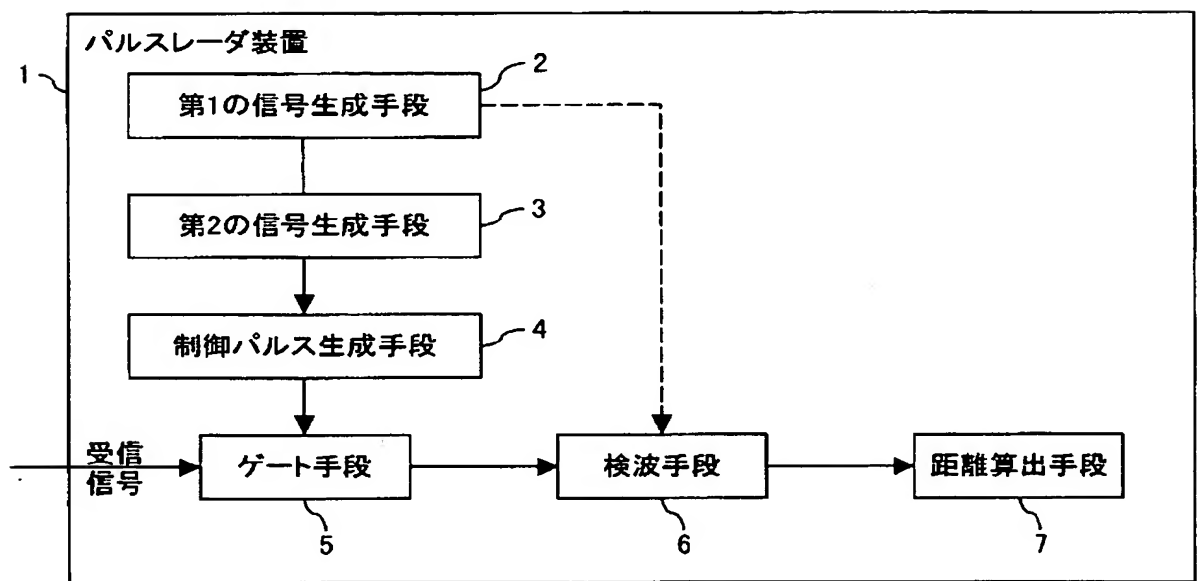 パルスレーダ装置
1
2
第1の信号生成手段
第2の信号生成手段
3
制御パルス生成手段
4
受信
信号
ゲート手段
検波手段
距離算出手段
5
6
7